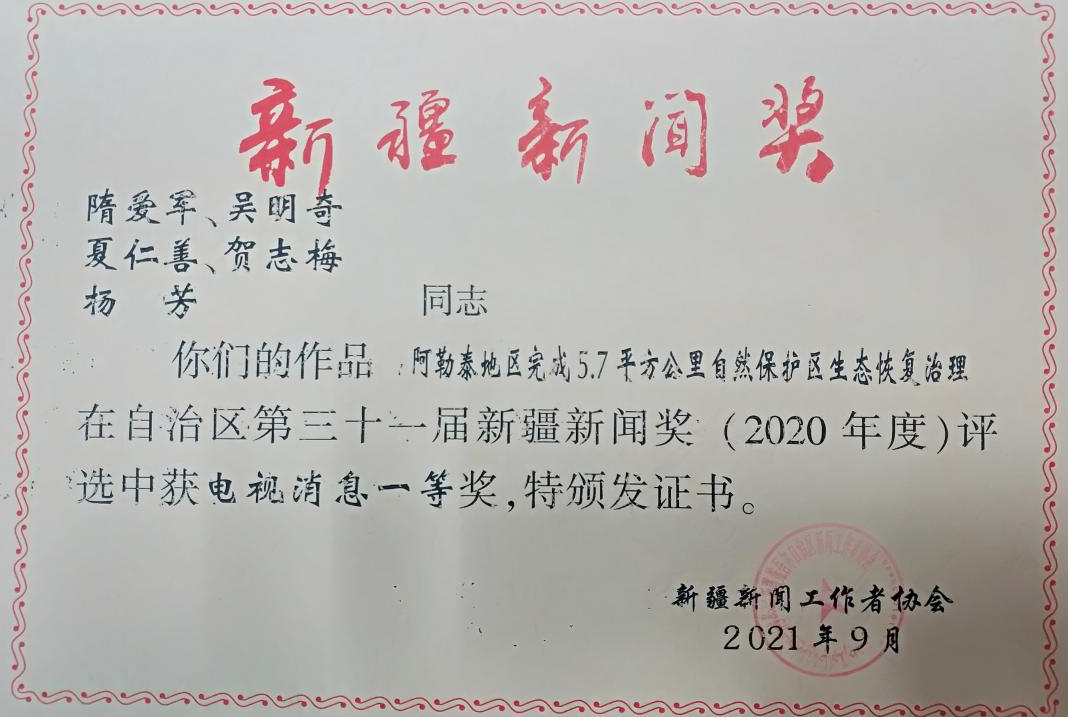 新疆新闻奖
隋爱军、吴明奇
夏仁善、贺志梅
杨 芳 同志
你们的作品 阿勒泰地区完成5.7平方公里自然保护区生态恢复治理
在自治区第三十一届新疆新闻奖(2020年度)评
选中获电视消息一等奖,特颁发证书。
新疆新闻工作者协会
2021年9月